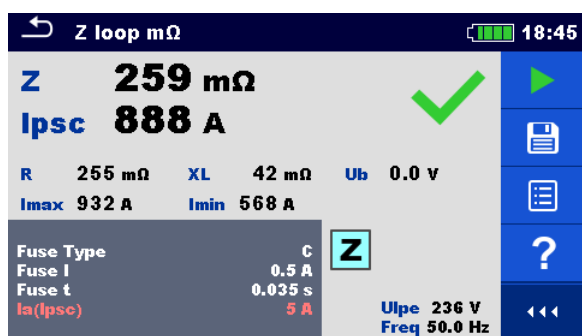 Z loop mΩ 18:45
Z 259 mΩ
Ipsc 888 A
R 255 mΩ XL 42 mΩ Ub 0.0 V
Imax 932 A Imin 568 A
Fuse Type C
Fuse I 0.5 A
Fuse t 0.035 s
Ia(Ipsc) 5 A
Z
?
Ulpe 236 V
Freq 50.0 Hz